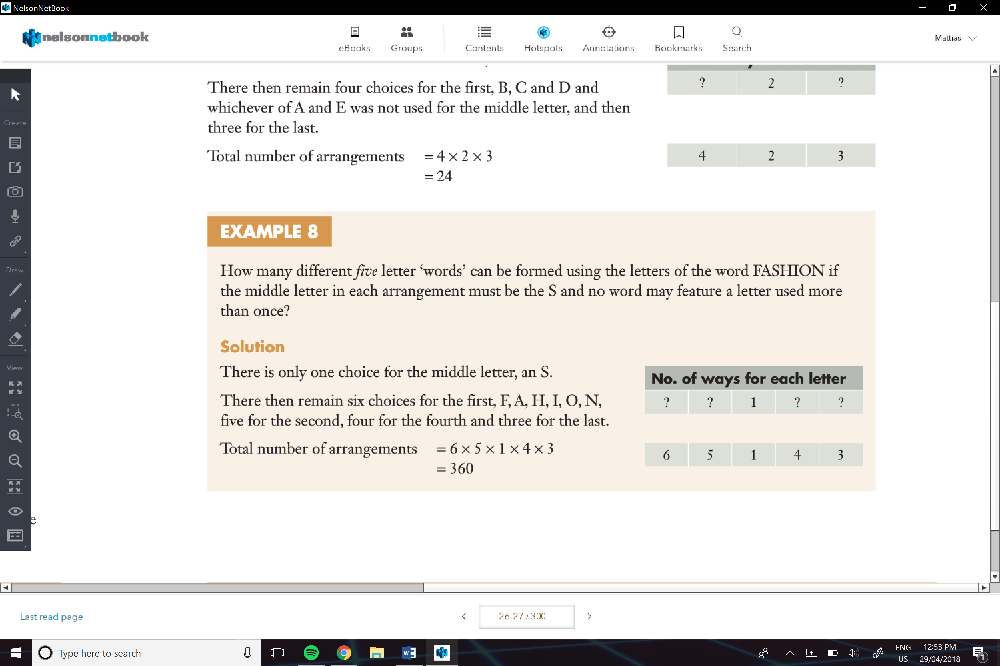 NelsonNetBook
nelsonnetbook
eBooks
Groups
Contents
Hotspots
Annotations
Bookmarks
Search
Mattias
Create
Draw
View
There then remain four choices for the first, B, C and D and
whichever of A and E was not used for the middle letter, and then
three for the last.
? 2 ?
Total number of arrangements = 4 × 2 × 3
= 24
4 2 3
EXAMPLE 8
How many different five letter ‘words’ can be formed using the letters of the word FASHION if
the middle letter in each arrangement must be the S and no word may feature a letter used more
than once?
Solution
There is only one choice for the middle letter, an S.
There then remain six choices for the first, F, A, H, I, O, N,
five for the second, four for the fourth and three for the last.
Total number of arrangements = 6 × 5 × 1 × 4 × 3
= 360
No. of ways for each letter
? ? 1 ? ?
6 5 1 4 3
e
Last read page
26-27 / 300
Type here to search
ENG
US
12:53 PM
29/04/2018
1